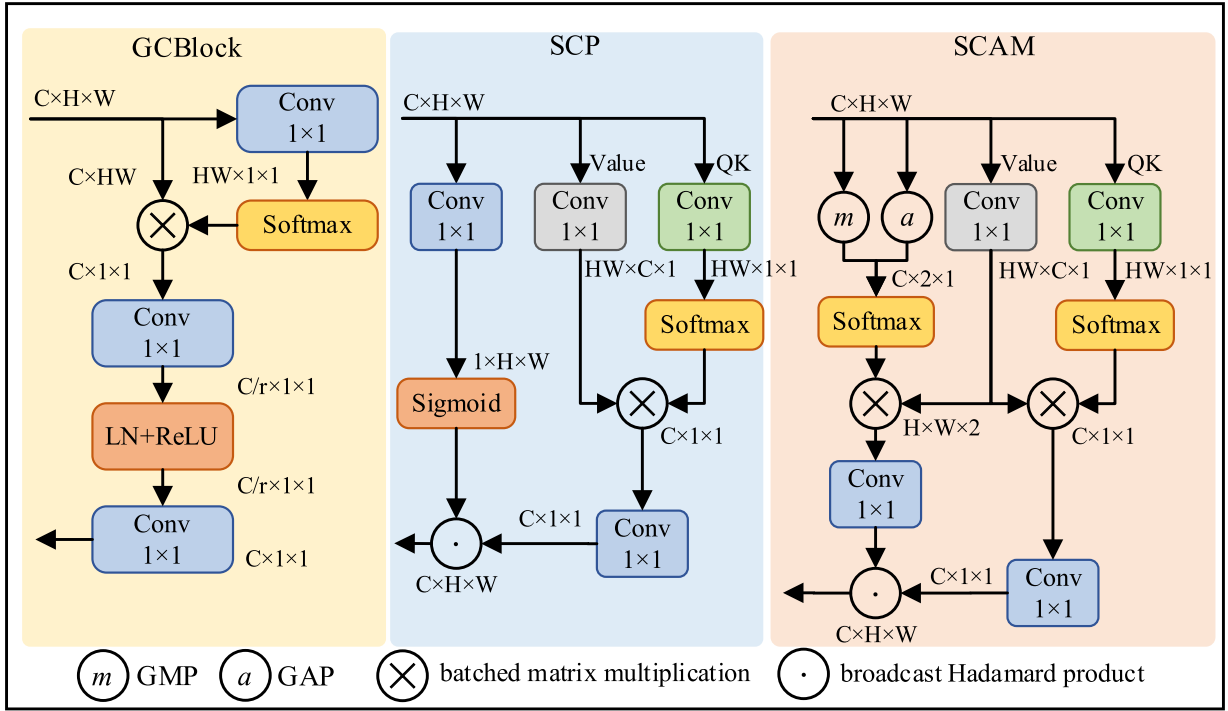 GCBlock
C×H×W
Conv
1×1
C×HW
HW×1×1
Softmax
C×1×1
Conv
1×1
C/r×1×1
LN+ReLU
C/r×1×1
Conv
1×1
C×1×1
SCP
C×H×W
Value
QK
Conv
1×1
Conv
1×1
Conv
1×1
HW×C×1
HW×1×1
Softmax
1×H×W
Sigmoid
C×1×1
C×1×1
Conv
1×1
C×H×W
SCAM
C×H×W
Value
QK
m
a
Conv
1×1
Conv
1×1
HW×C×1
HW×1×1
C×2×1
Softmax
Softmax
H×W×2
C×1×1
Conv
1×1
C×1×1
Conv
1×1
C×H×W
m GMP
a GAP
batched matrix multiplication
broadcast Hadamard product